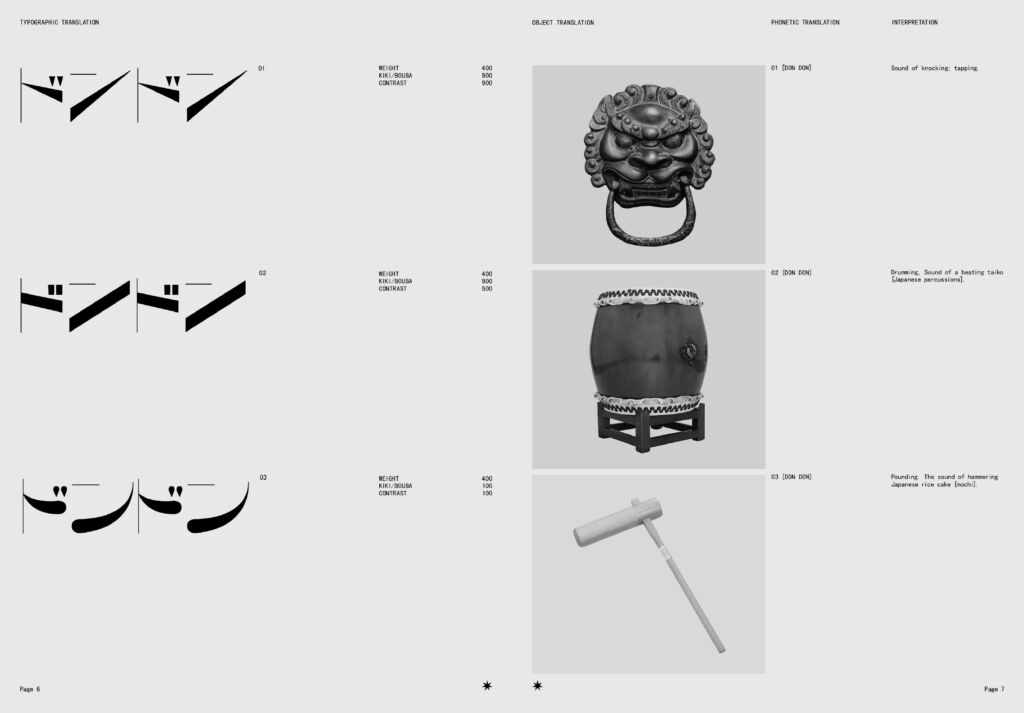 TYPOGRAPHIC TRANSLATION
ドンドン
01
WEIGHT 400
KIKI/BOUBA 900
CONTRAST 900
ドンドン
02
WEIGHT 400
KIKI/BOUBA 900
CONTRAST 500
ドンドン
03
WEIGHT 400
KIKI/BOUBA 100
CONTRAST 100
Page 6
OBJECT TRANSLATION
PHONETIC TRANSLATION
INTERPRETATION
01 [DON DON]
Sound of knocking; tapping.
02 [DON DON]
Drumming, Sound of a beating taiko
[Japanese percussions].
03 [DON DON]
Pounding. The sound of hammering
Japanese rice cake [mochi].
Page 7